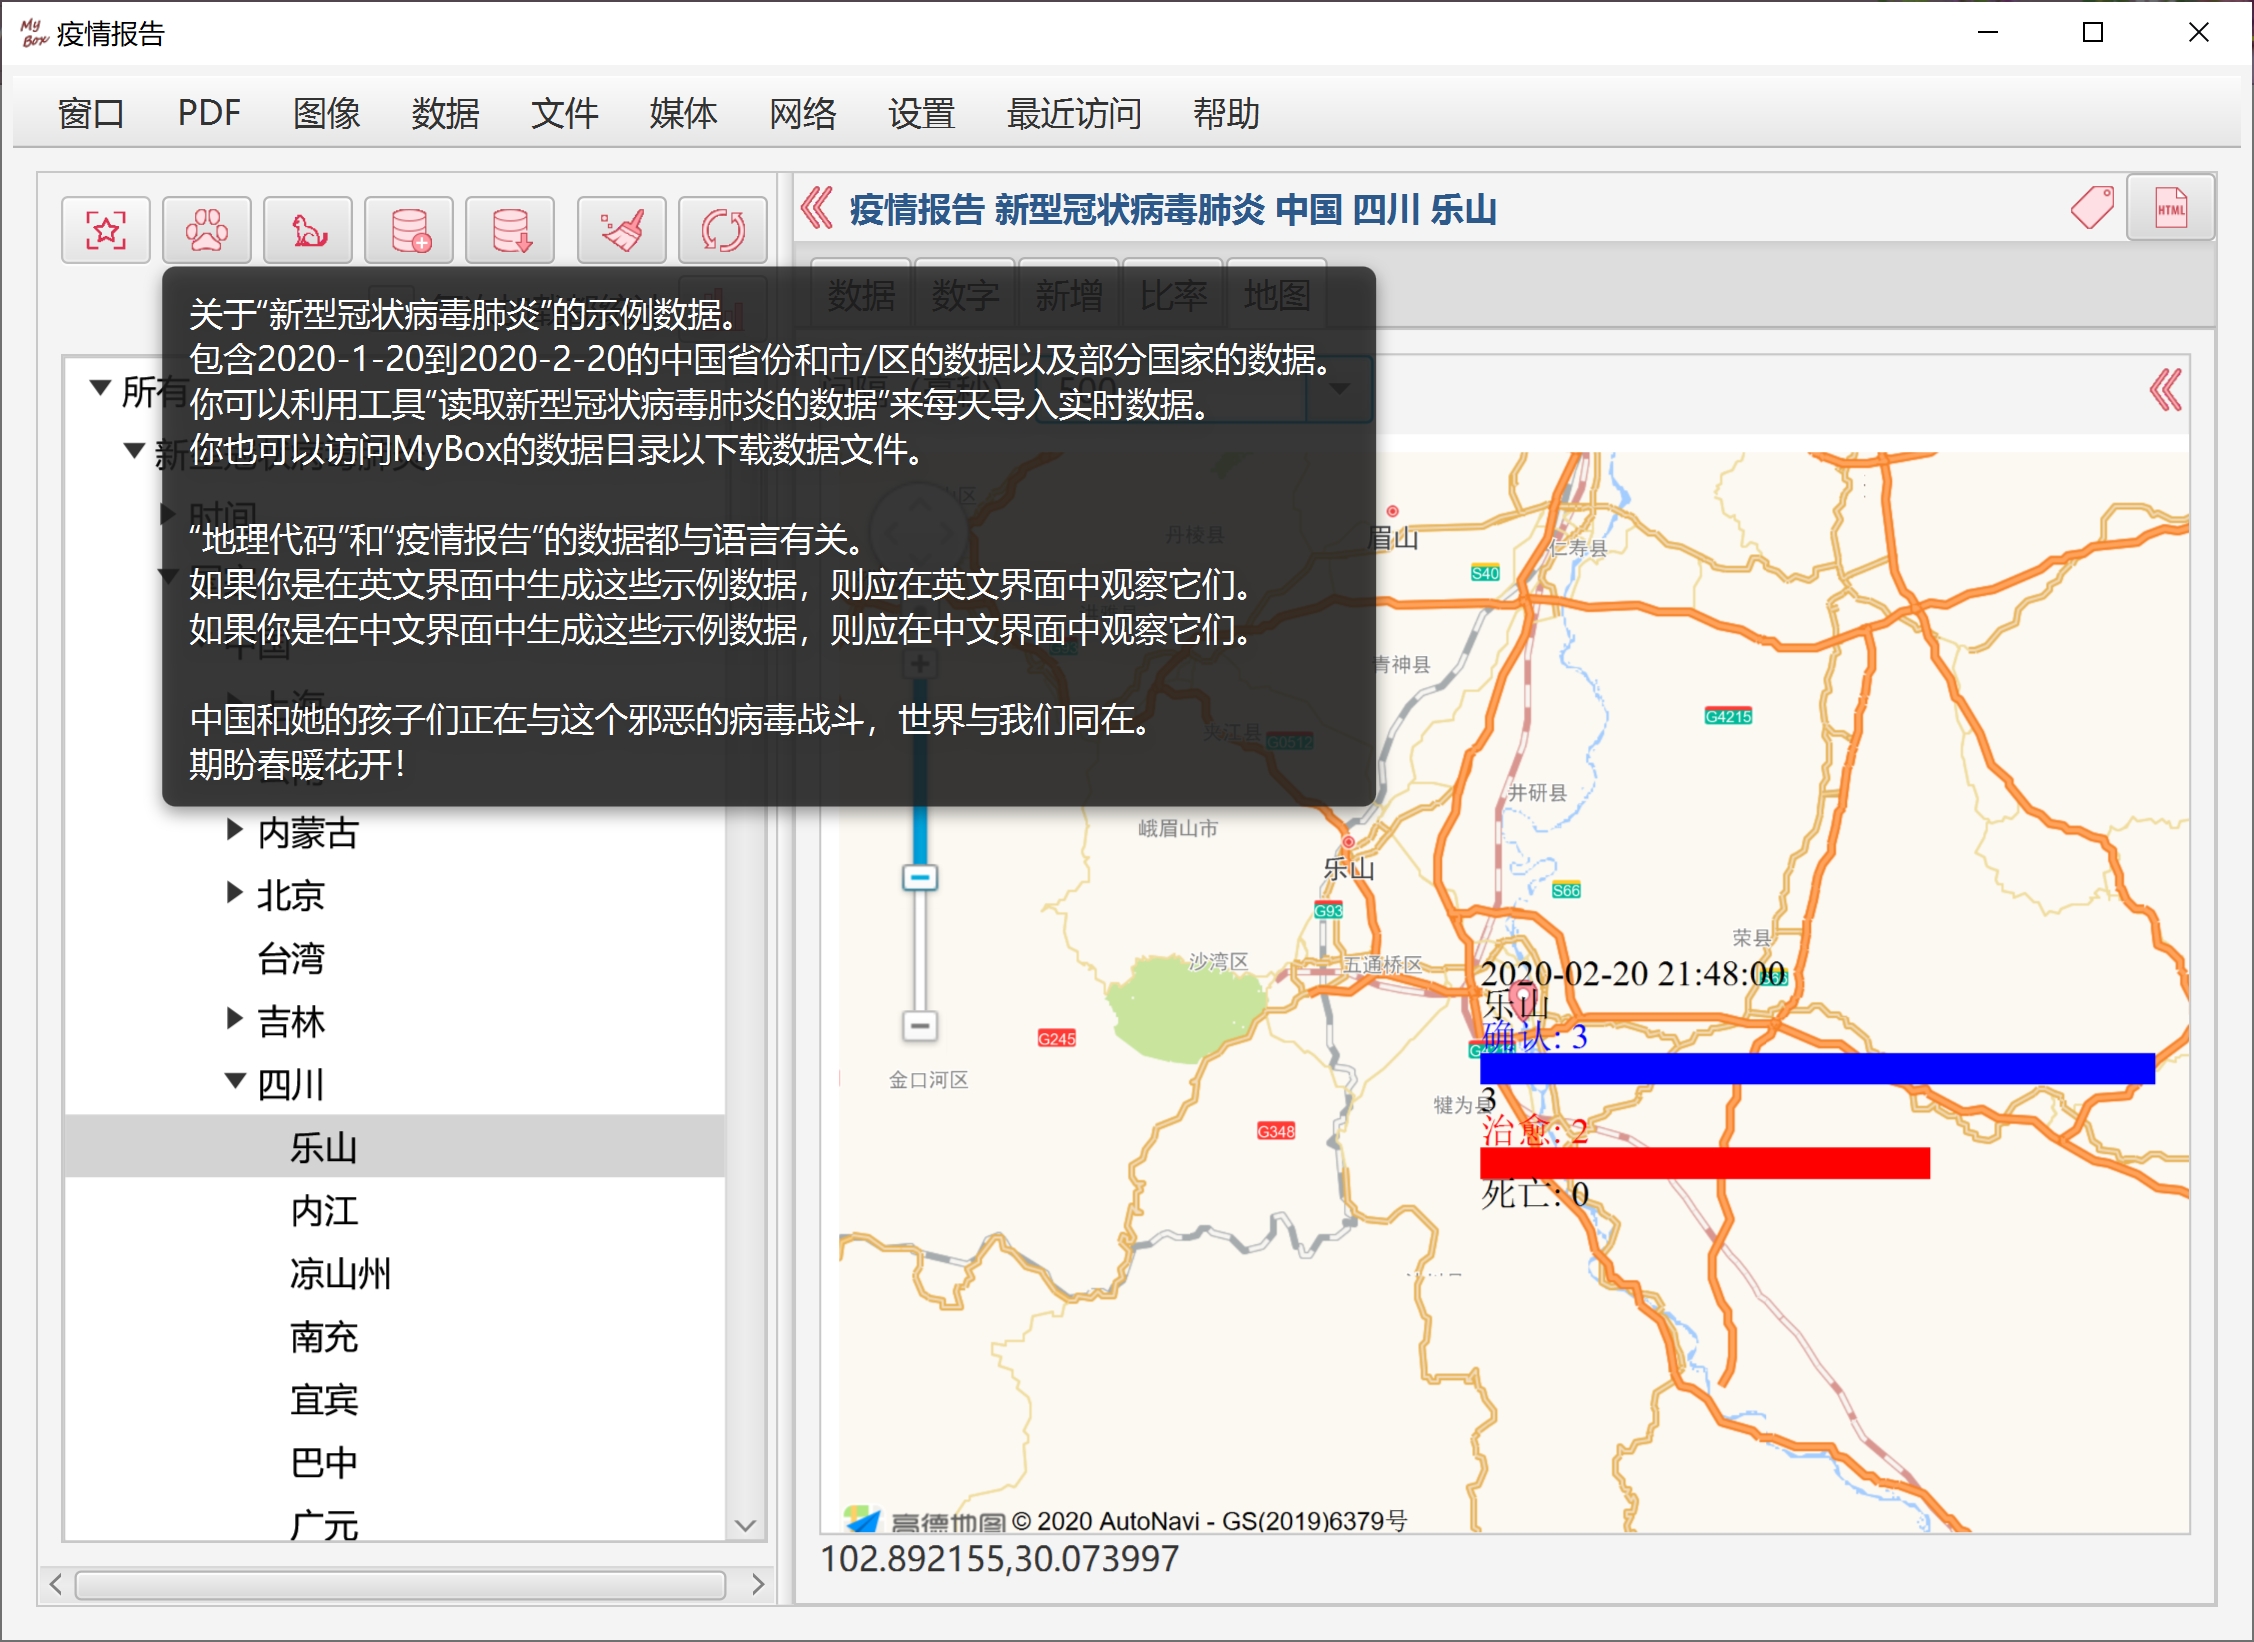 My Box 疫情报告
窗口 PDF 图像 数据 文件 媒体 网络 设置 最近访问 帮助
疫情报告 新型冠状病毒肺炎 中国 四川 乐山
HTML
数据 数字 新增 比率 地图
关于“新型冠状病毒肺炎”的示例数据。
包含2020-1-20到2020-2-20的中国省份和市/区的数据以及部分国家的数据。
你可以利用工具“读取新型冠状病毒肺炎的数据”来每天导入实时数据。
你也可以访问MyBox的数据目录以下载数据文件。
“地理代码”和“疫情报告”的数据都与语言有关。
如果你是在英文界面中生成这些示例数据，则应在英文界面中观察它们。
如果你是在中文界面中生成这些示例数据，则应在中文界面中观察它们。
中国和她的孩子们正在与这个邪恶的病毒战斗，世界与我们同在。
期盼春暖花开！
间隔（毫秒） 500
所有
新型冠状病毒肺炎
时间
中国
上海
内蒙古
北京
台湾
吉林
四川
乐山
内江
凉山州
南充
宜宾
巴中
广元
丹棱县
眉山
仁寿县
S40
青神县
G93
夹江县
G0512
G4215
井研县
峨眉山市
乐山
S66
G93
荣县
沙湾区
五通桥区
G245
金口河区
犍为县
G348
2020-02-20 21:48:00
乐山
确认: 3
3
治愈: 2
死亡: 0
高德地图 © 2020 AutoNavi - GS(2019)6379号
102.892155,30.073997